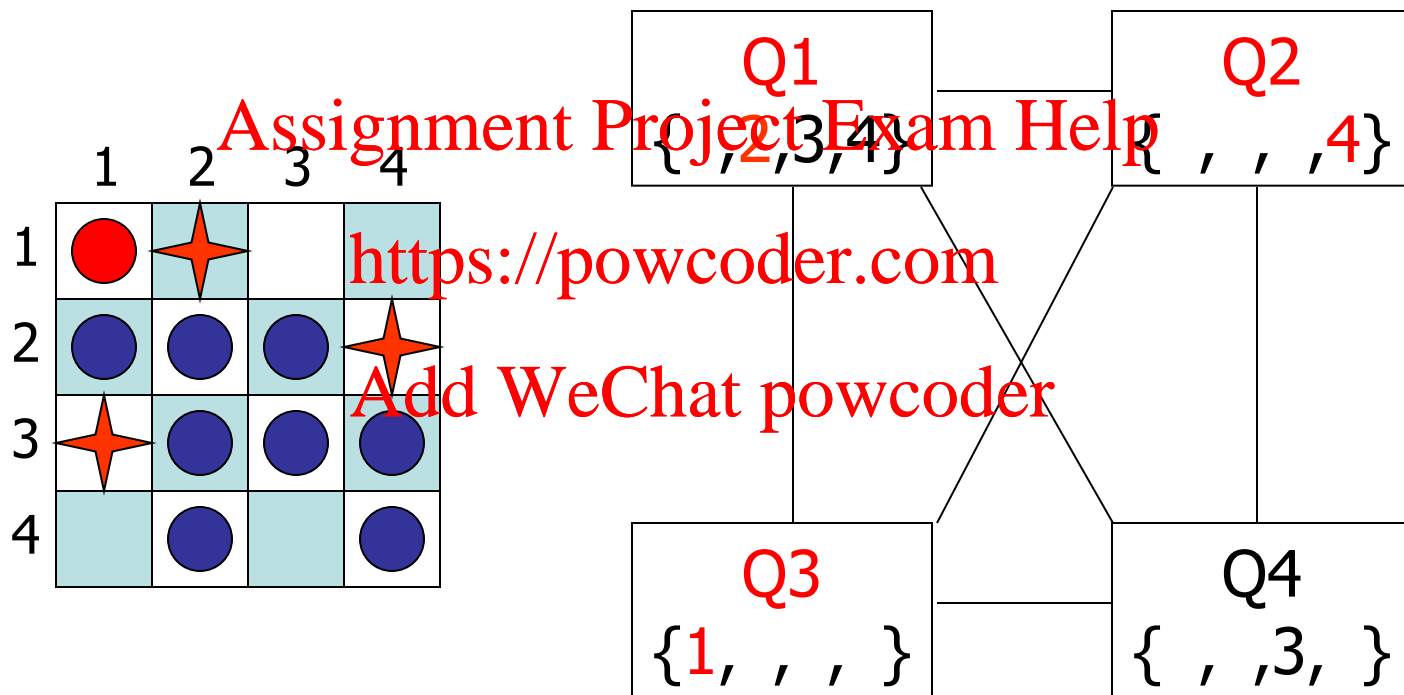 Q1
Q2
Assignment Project Exam Help
{ ,2,3,4}
{ , , ,4}
1 2 3 4
1
https://powcoder.com
2
Add WeChat powcoder
3
4
Q3
Q4
{1, , , }
{ , ,3, }